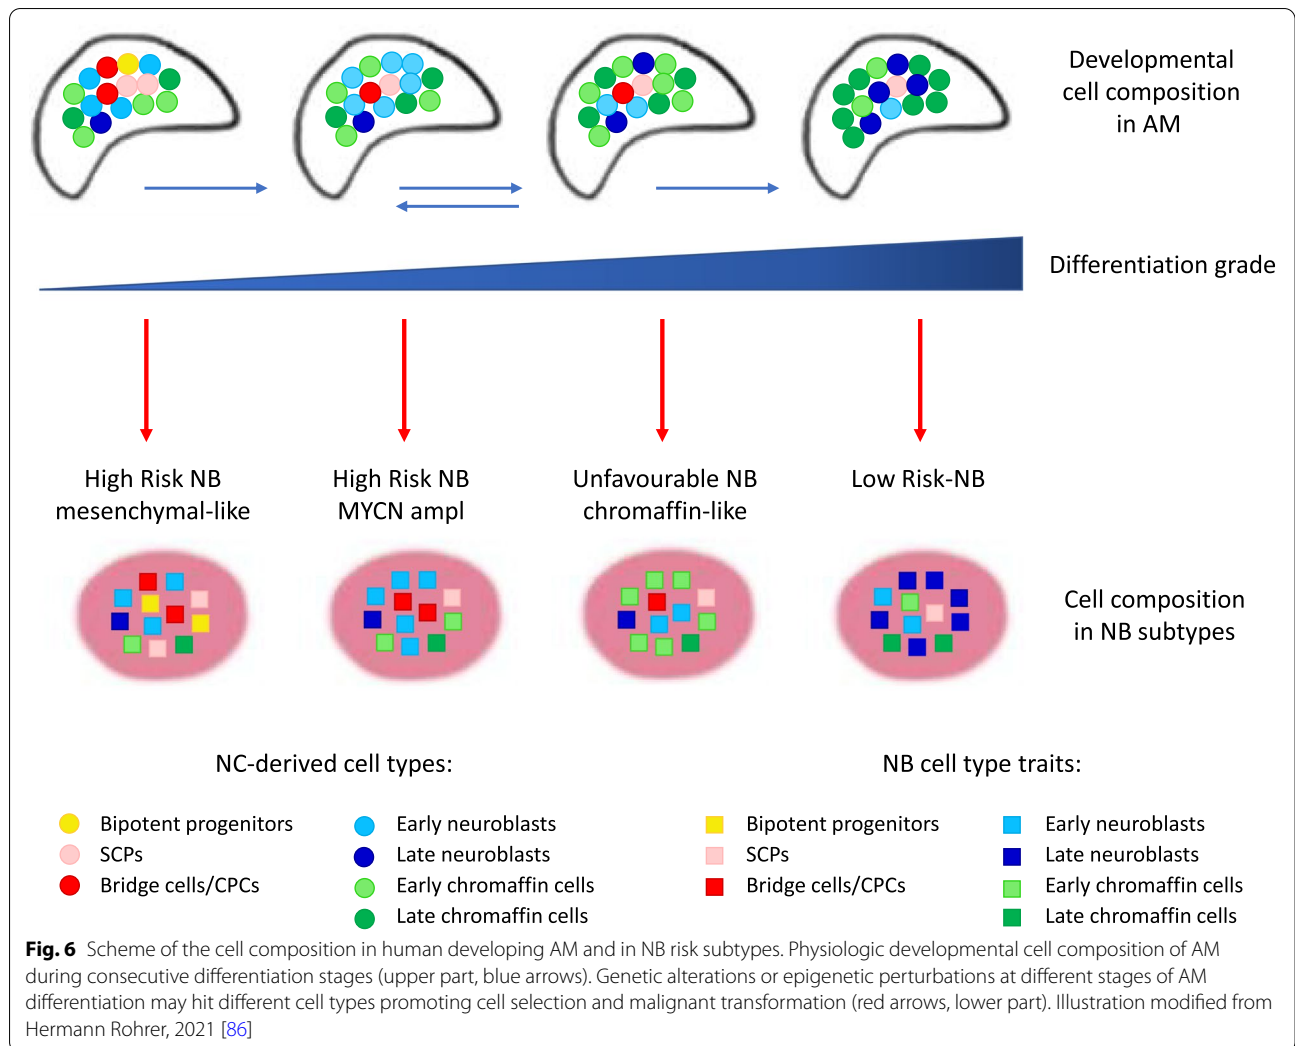 Developmental
cell composition
in AM
Differentiation grade
High Risk NB
mesenchymal-like
High Risk NB
MYCN ampl
Unfavourable NB
chromaffin-like
Low Risk-NB
Cell composition
in NB subtypes
NC-derived cell types:
Bipotent progenitors
SCPs
Bridge cells/CPCs
Early neuroblasts
Late neuroblasts
Early chromaffin cells
Late chromaffin cells
NB cell type traits:
Bipotent progenitors
SCPs
Bridge cells/CPCs
Early neuroblasts
Late neuroblasts
Early chromaffin cells
Late chromaffin cells
Fig. 6 Scheme of the cell composition in human developing AM and in NB risk subtypes. Physiologic developmental cell composition of AM
during consecutive differentiation stages (upper part, blue arrows). Genetic alterations or epigenetic perturbations at different stages of AM
differentiation may hit different cell types promoting cell selection and malignant transformation (red arrows, lower part). Illustration modified from
Hermann Rohrer, 2021 [86]